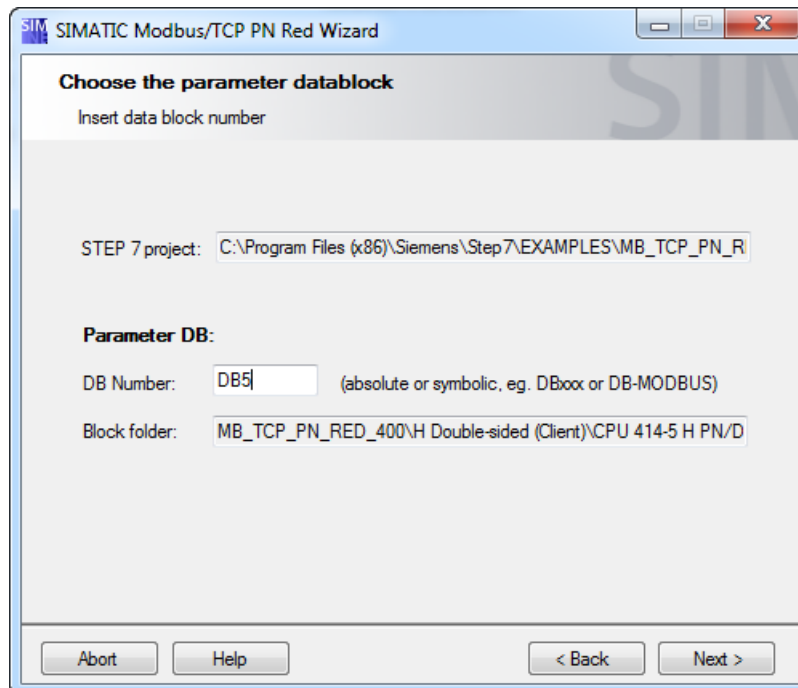 SIMATIC Modbus/TCP PN Red Wizard
Choose the parameter datablock
Insert data block number
STEP 7 project: C:\Program Files (x86)\Siemens\Step7\EXAMPLES\MB_TCP_PN_R
Parameter DB:
DB Number: DB5 (absolute or symbolic, eg. DBxxx or DB-MODBUS)
Block folder: MB_TCP_PN_RED_400\H Double-sided (Client)\CPU 414-5 H PN/D
Abort Help < Back Next >